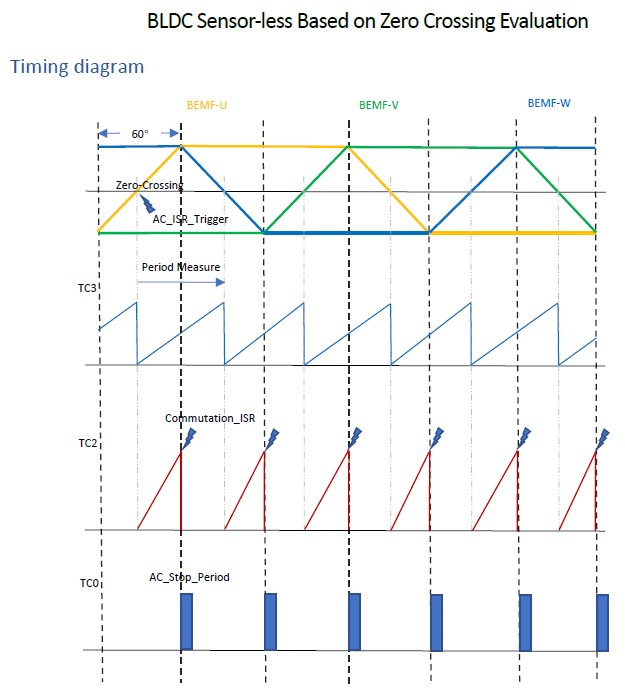 BLDC Sensor-less Based on Zero Crossing Evaluation
Timing diagram
BEMF-U
BEMF-V
BEMF-W
60°
Zero-Crossing
AC_ISR_Trigger
Period Measure
TC3
Commutation_ISR
TC2
AC_Stop_Period
TC0